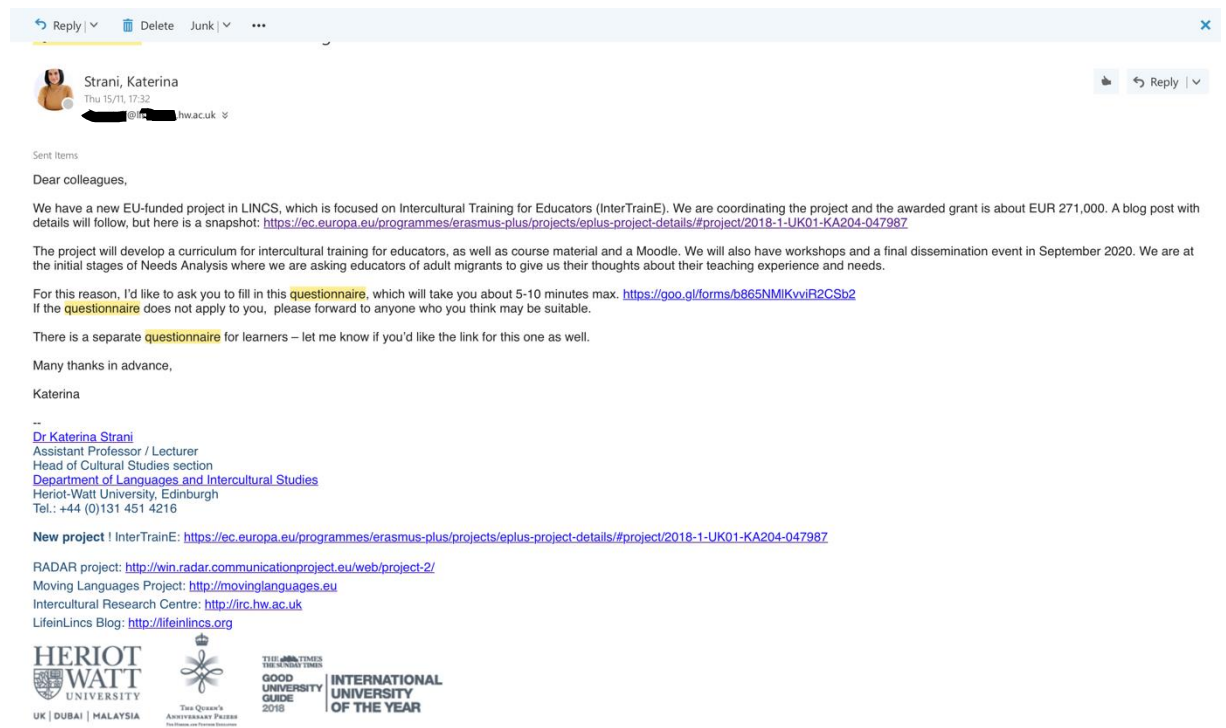 Reply
Delete
Junk
Strani, Katerina
Thu 15/11, 17:32
.hw.ac.uk
Reply
Sent Items
Dear colleagues,
We have a new EU-funded project in LINCS, which is focused on Intercultural Training for Educators (InterTrainE). We are coordinating the project and the awarded grant is about EUR 271,000. A blog post with
details will follow, but here is a snapshot: https://ec.europa.eu/programmes/erasmus-plus/projects/eplus-project-details/#project/2018-1-UK01-KA204-047987
The project will develop a curriculum for intercultural training for educators, as well as course material and a Moodle. We will also have workshops and a final dissemination event in September 2020. We are at
the initial stages of Needs Analysis where we are asking educators of adult migrants to give us their thoughts about their teaching experience and needs.
For this reason, I'd like to ask you to fill in this questionnaire, which will take you about 5-10 minutes max. https://goo.gl/forms/b865NMlKvviR2CSb2
If the questionnaire does not apply to you, please forward to anyone who you think may be suitable.
There is a separate questionnaire for learners – let me know if you'd like the link for this one as well.
Many thanks in advance,
Katerina
--
Dr Katerina Strani
Assistant Professor / Lecturer
Head of Cultural Studies section
Department of Languages and Intercultural Studies
Heriot-Watt University, Edinburgh
Tel.: +44 (0)131 451 4216
New project ! InterTrainE: https://ec.europa.eu/programmes/erasmus-plus/projects/eplus-project-details/#project/2018-1-UK01-KA204-047987
RADAR project: http://win.radar.communicationproject.eu/web/project-2/
Moving Languages Project: http://movinglanguages.eu
Intercultural Research Centre: http://irc.hw.ac.uk
LifeinLincs Blog: http://lifeinlincs.org
HERIOT
WATT
UNIVERSITY
UK | DUBAI | MALAYSIA
The Queen's
Anniversary Prizes
For Higher and Further Education
THE TIMES
THE SUNDAY TIMES
GOOD
UNIVERSITY
GUIDE
2018
INTERNATIONAL
UNIVERSITY
OF THE YEAR